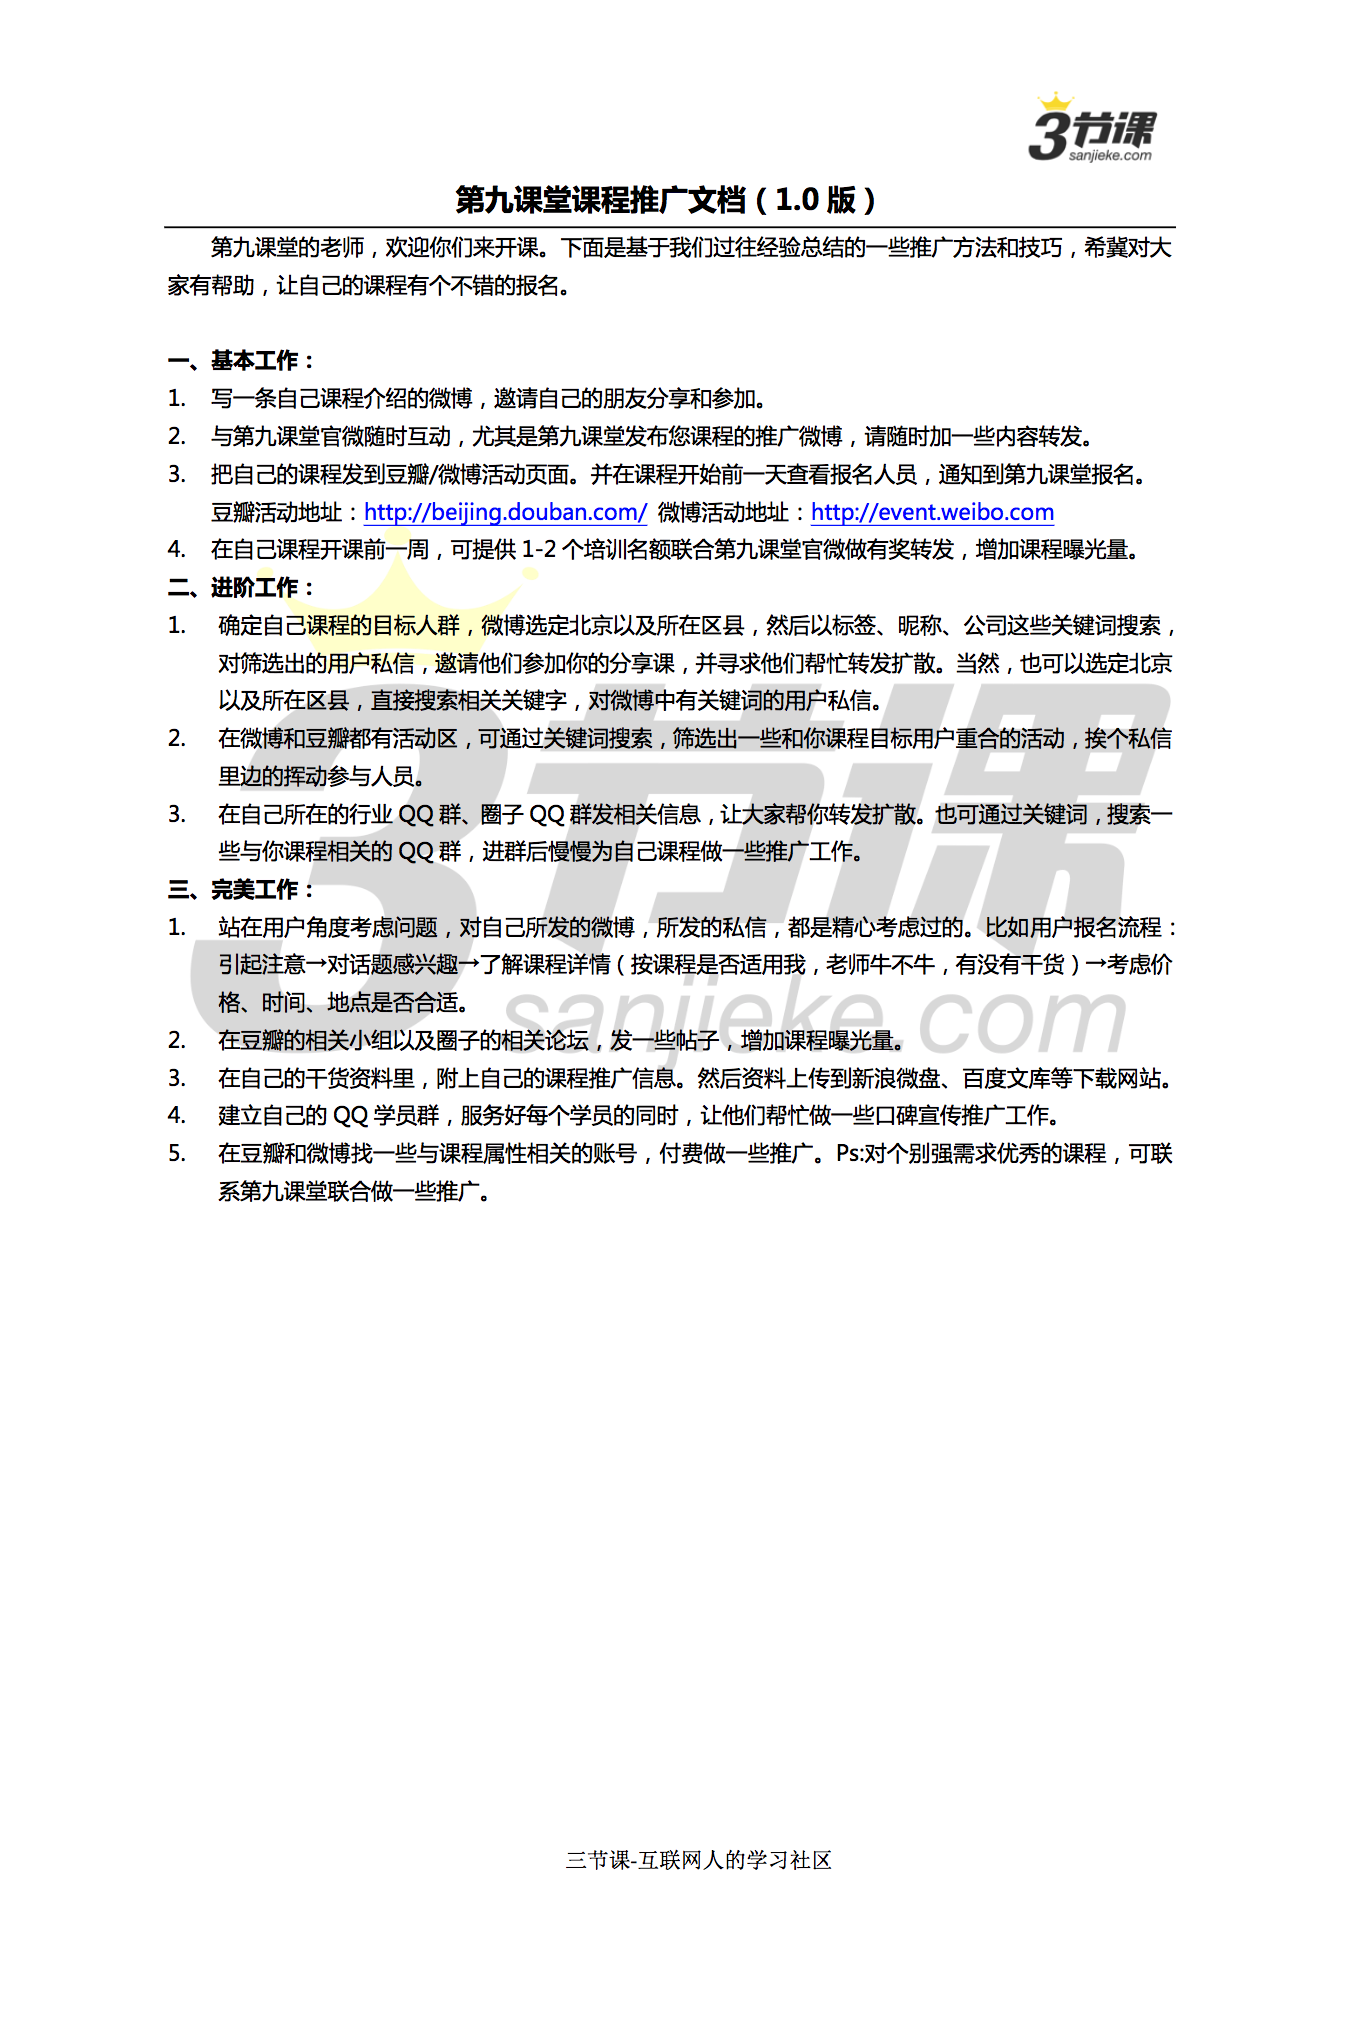 3节课
sanjieke.com
第九课堂课程推广文档（1.0 版）
第九课堂的老师，欢迎你们来开课。下面是基于我们过往经验总结的一些推广方法和技巧，希冀对大
家有帮助，让自己的课程有个不错的报名。
一、基本工作：
1. 写一条自己课程介绍的微博，邀请自己的朋友分享和参加。
2. 与第九课堂官微随时互动，尤其是第九课堂发布您课程的推广微博，请随时加一些内容转发。
3. 把自己的课程发到豆瓣/微博活动页面。并在课程开始前一天查看报名人员，通知到第九课堂报名。
豆瓣活动地址：http://beijing.douban.com/ 微博活动地址：http://event.weibo.com
4. 在自己课程开课前一周，可提供 1-2 个培训名额联合第九课堂官微做有奖转发，增加课程曝光量。
二、进阶工作：
1. 确定自己课程的目标人群，微博选定北京以及所在区县，然后以标签、昵称、公司这些关键词搜索，
对筛选出的用户私信，邀请他们参加你的分享课，并寻求他们帮忙转发扩散。当然，也可以选定北京
以及所在区县，直接搜索相关关键字，对微博中有关键词的用户私信。
2. 在微博和豆瓣都有活动区，可通过关键词搜索，筛选出一些和你课程目标用户重合的活动，挨个私信
里边的挥动参与人员。
3. 在自己所在的行业 QQ 群、圈子 QQ 群发相关信息，让大家帮你转发扩散。也可通过关键词，搜索一
些与你课程相关的 QQ 群，进群后慢慢为自己课程做一些推广工作。
三、完美工作：
1. 站在用户角度考虑问题，对自己所发的微博，所发的私信，都是精心考虑过的。比如用户报名流程：
引起注意→对话题感兴趣→了解课程详情（按课程是否适用我，老师牛不牛，有没有干货）→考虑价
格、时间、地点是否合适。
2. 在豆瓣的相关小组以及圈子的相关论坛，发一些帖子，增加课程曝光量。
3. 在自己的干货资料里，附上自己的课程推广信息。然后资料上传到新浪微盘、百度文库等下载网站。
4. 建立自己的 QQ 学员群，服务好每个学员的同时，让他们帮忙做一些口碑宣传推广工作。
5. 在豆瓣和微博找一些与课程属性相关的账号，付费做一些推广。Ps:对个别强需求优秀的课程，可联
系第九课堂联合做一些推广。
3节课
sanjieke.com
三节课-互联网人的学习社区